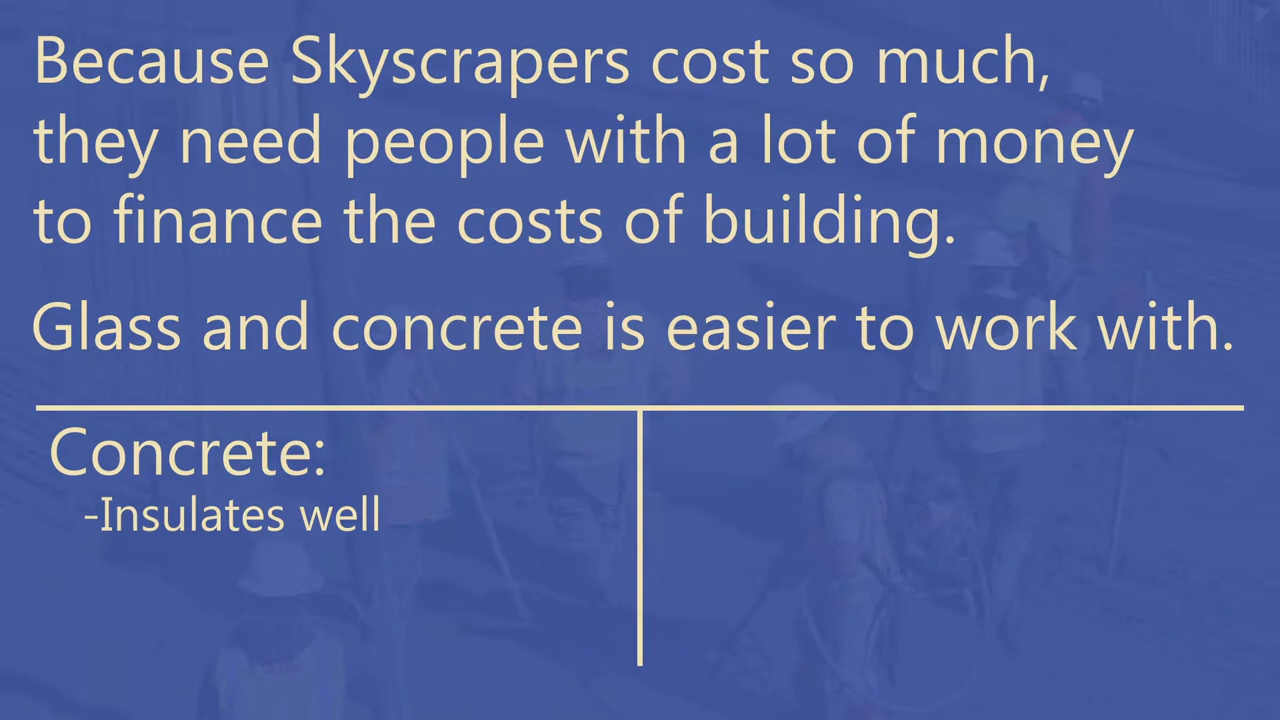 Because Skyscrapers cost so much,
they need people with a lot of money
to finance the costs of building.
Glass and concrete is easier to work with.
Concrete:
-Insulates well